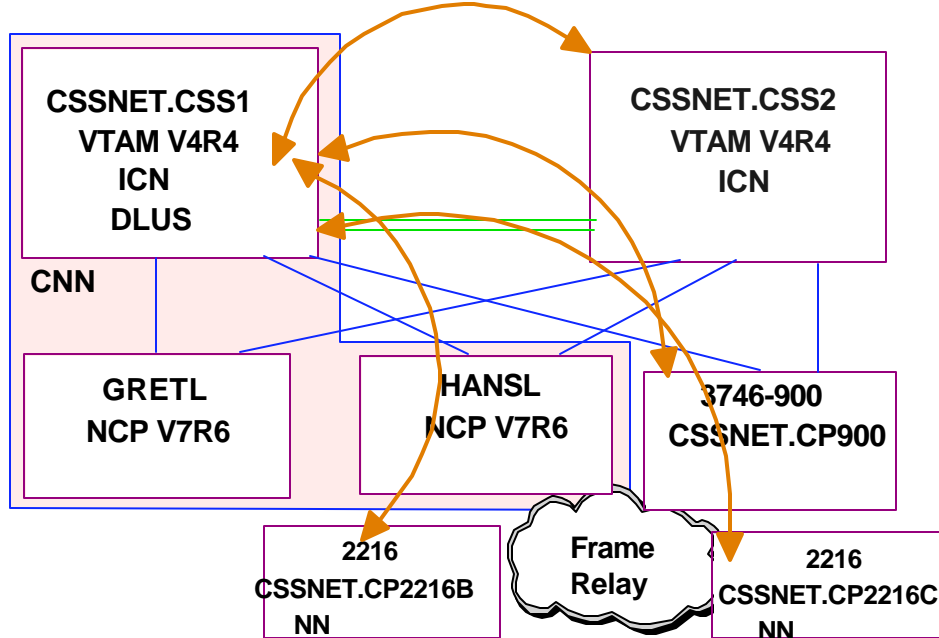 CSSNET.CSS1
VTAM V4R4
ICN
DLUS
CSSNET.CSS2
VTAM V4R4
ICN
CNN
GRETL
NCP V7R6
HANSL
NCP V7R6
3746-900
CSSNET.CP900
2216
CSSNET.CP2216B
NN
Frame
Relay
2216
CSSNET.CP2216C
NN